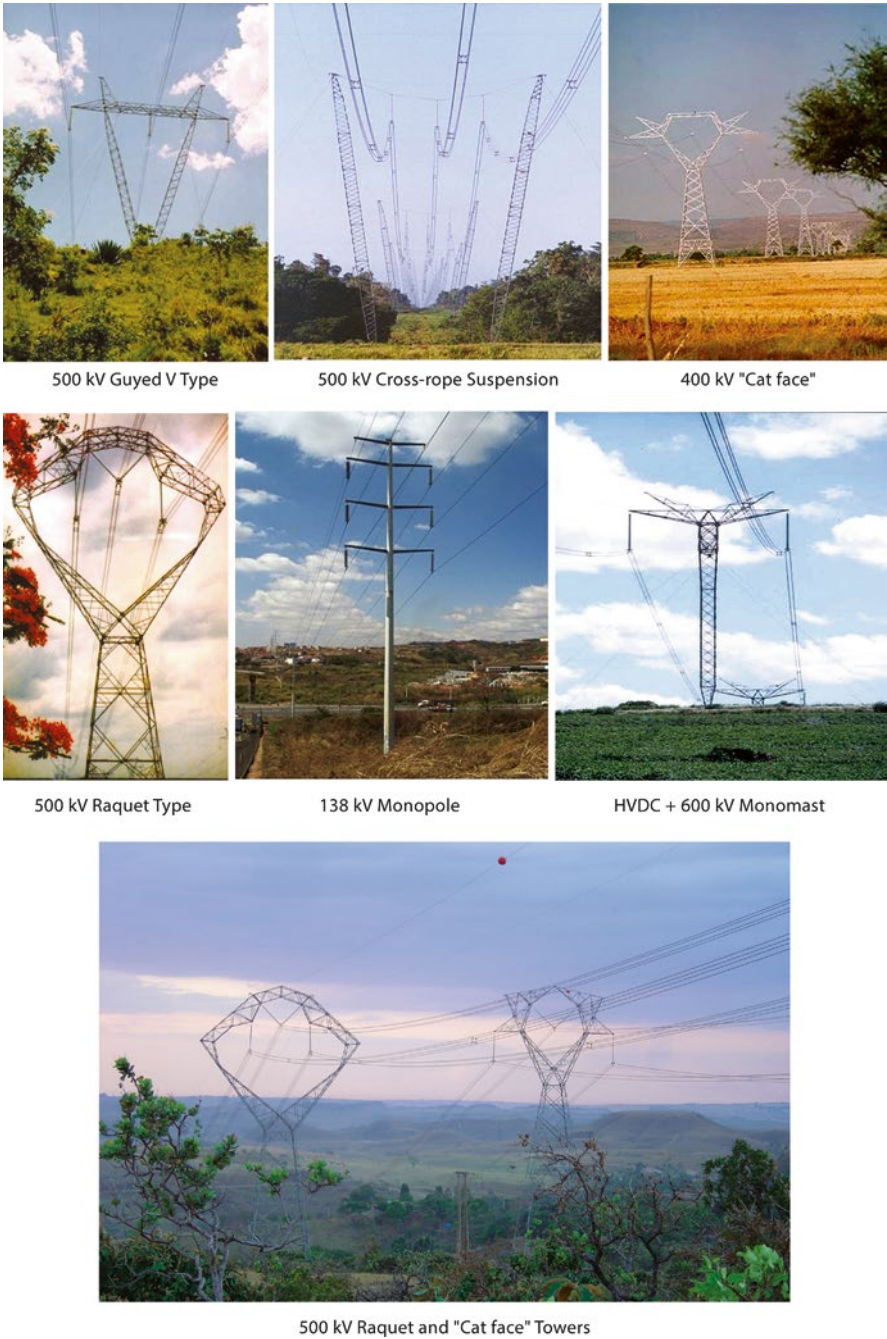 500 kV Guyed V Type
500 kV Cross-rope Suspension
400 kV "Cat face"
500 kV Raquet Type
138 kV Monopole
HVDC + 600 kV Monomast
500 kV Raquet and "Cat face" Towers